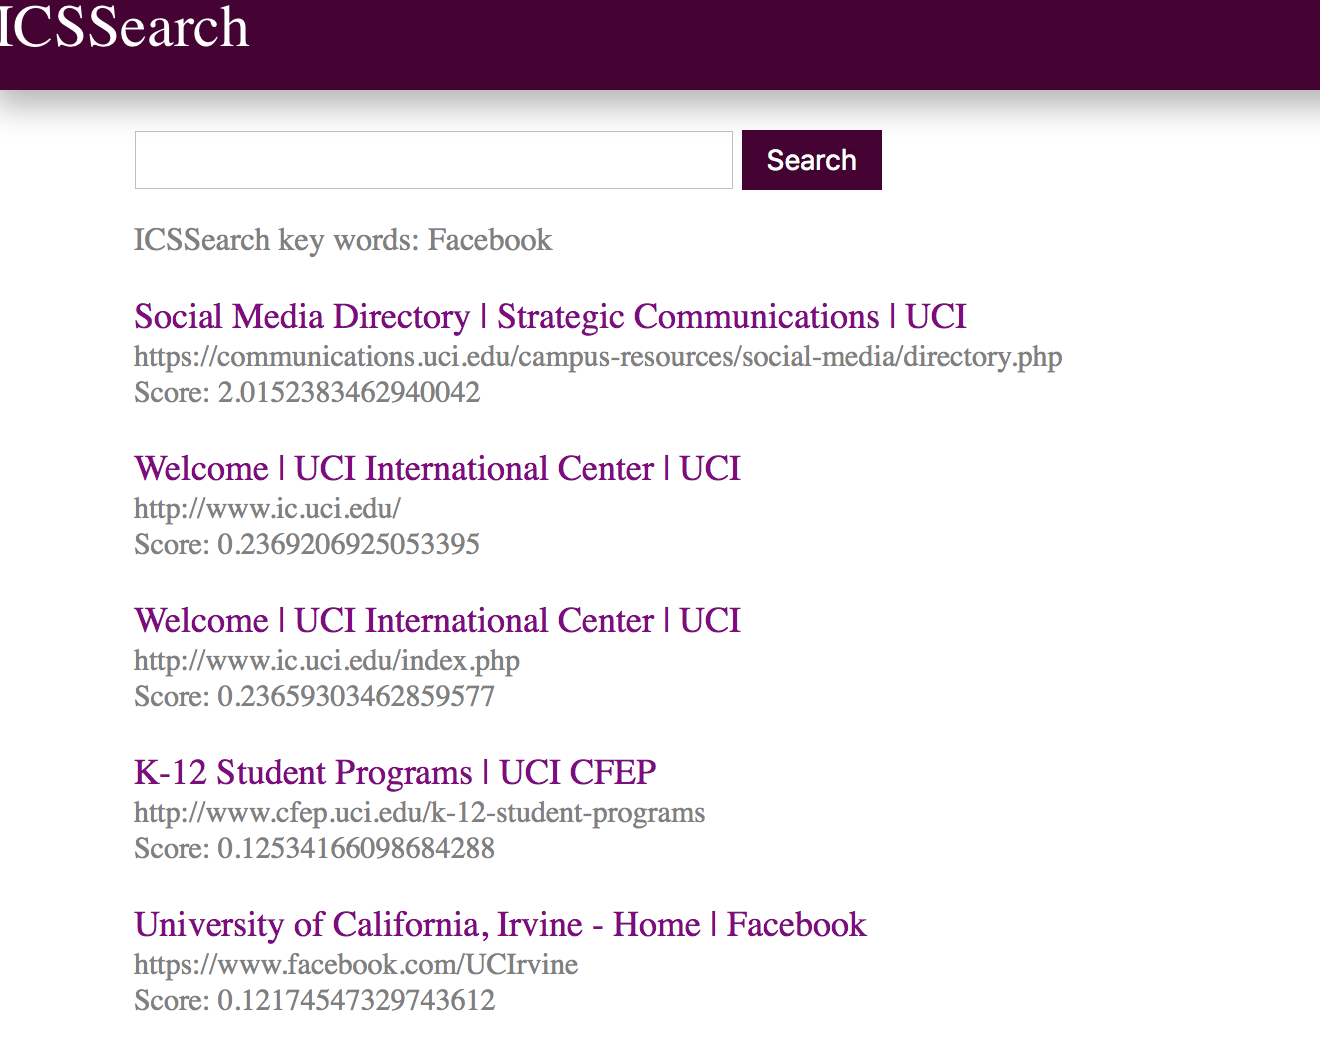 ICSSearch
Search
ICSSearch key words: Facebook
Social Media Directory | Strategic Communications | UCI
https://communications.uci.edu/campus-resources/social-media/directory.php
Score: 2.0152383462940042
Welcome | UCI International Center | UCI
http://www.ic.uci.edu/
Score: 0.2369206925053395
Welcome | UCI International Center | UCI
http://www.ic.uci.edu/index.php
Score: 0.23659303462859577
K-12 Student Programs | UCI CFEP
http://www.cfep.uci.edu/k-12-student-programs
Score: 0.12534166098684288
University of California, Irvine - Home | Facebook
https://www.facebook.com/UCIrvine
Score: 0.12174547329743612